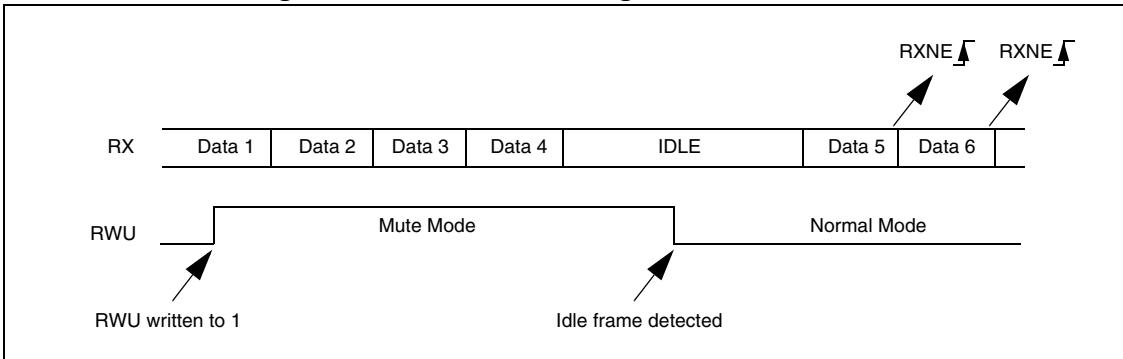 RXNE RXNE
RX Data 1 Data 2 Data 3 Data 4 IDLE Data 5 Data 6
RWU Mute Mode Normal Mode
RWU written to 1 Idle frame detected